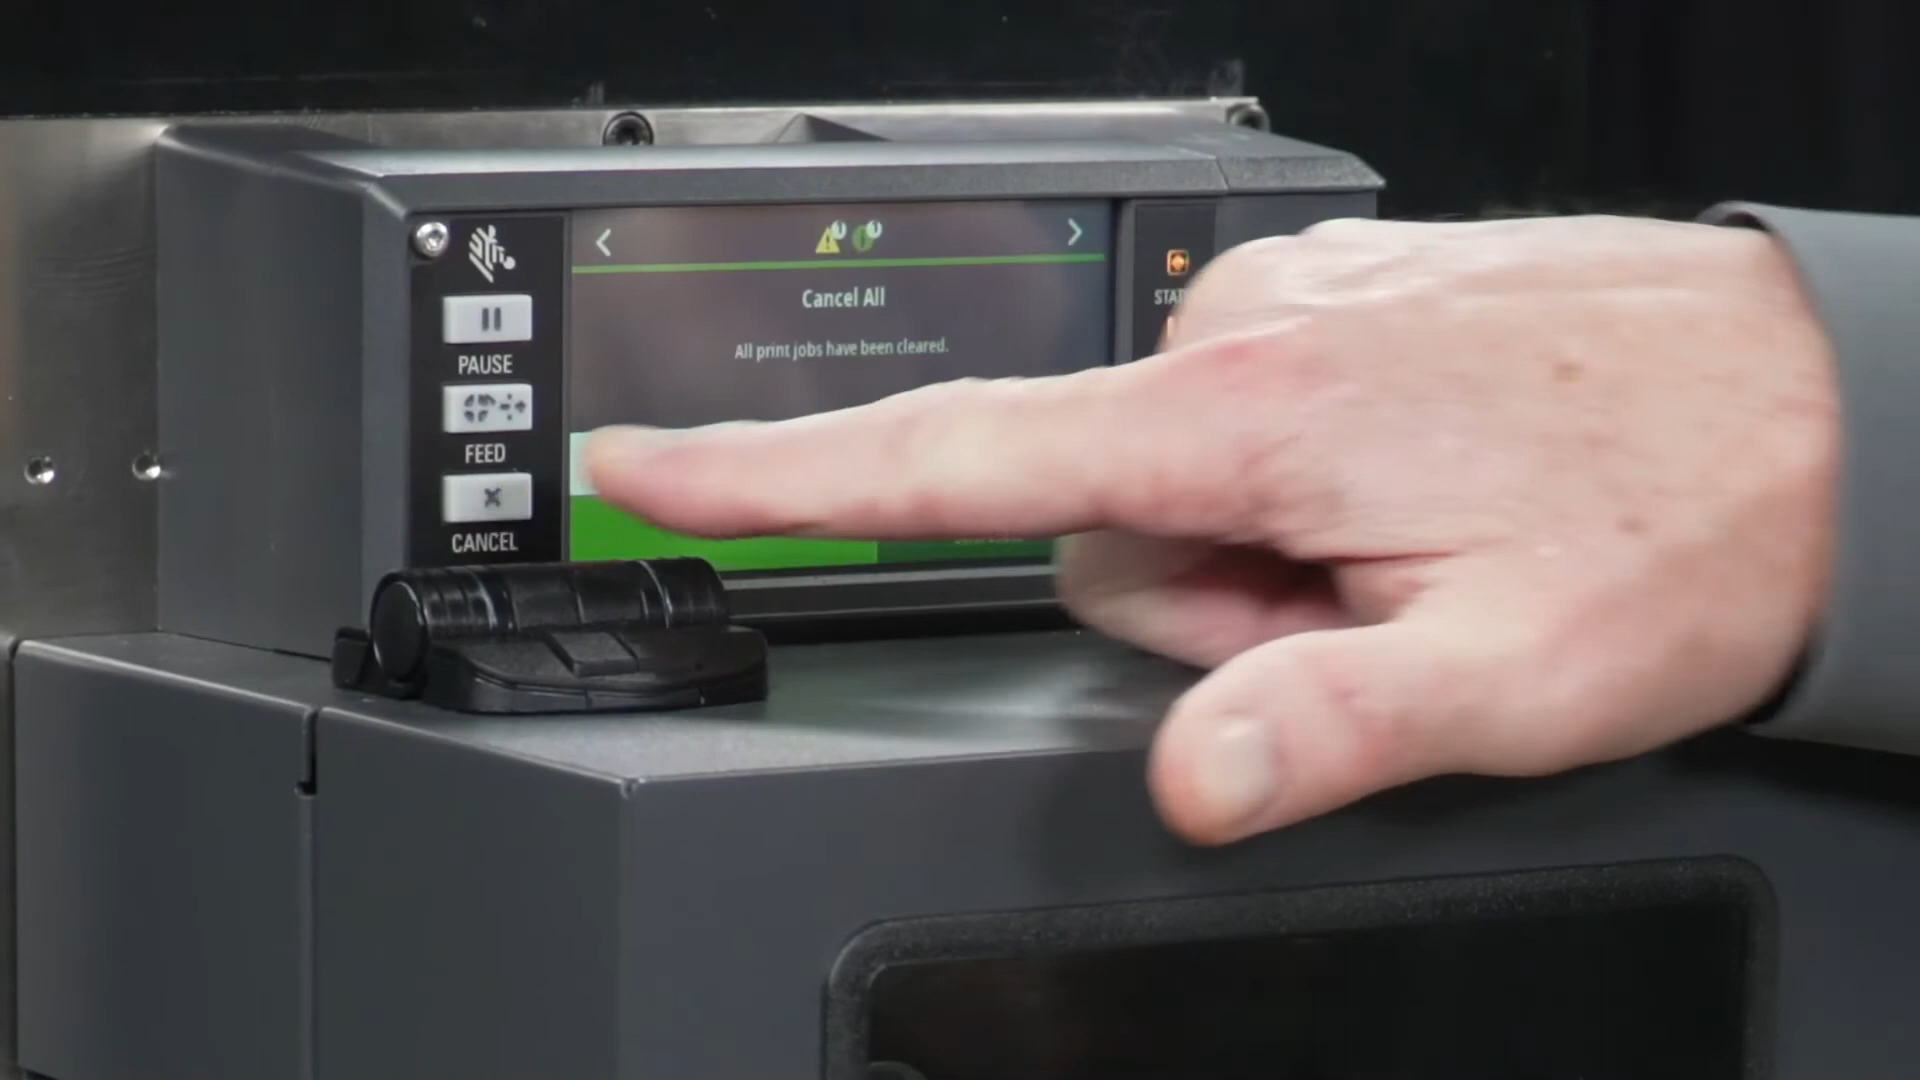 Cancel All
All print jobs have been cleared.
PAUSE
FEED
CANCEL